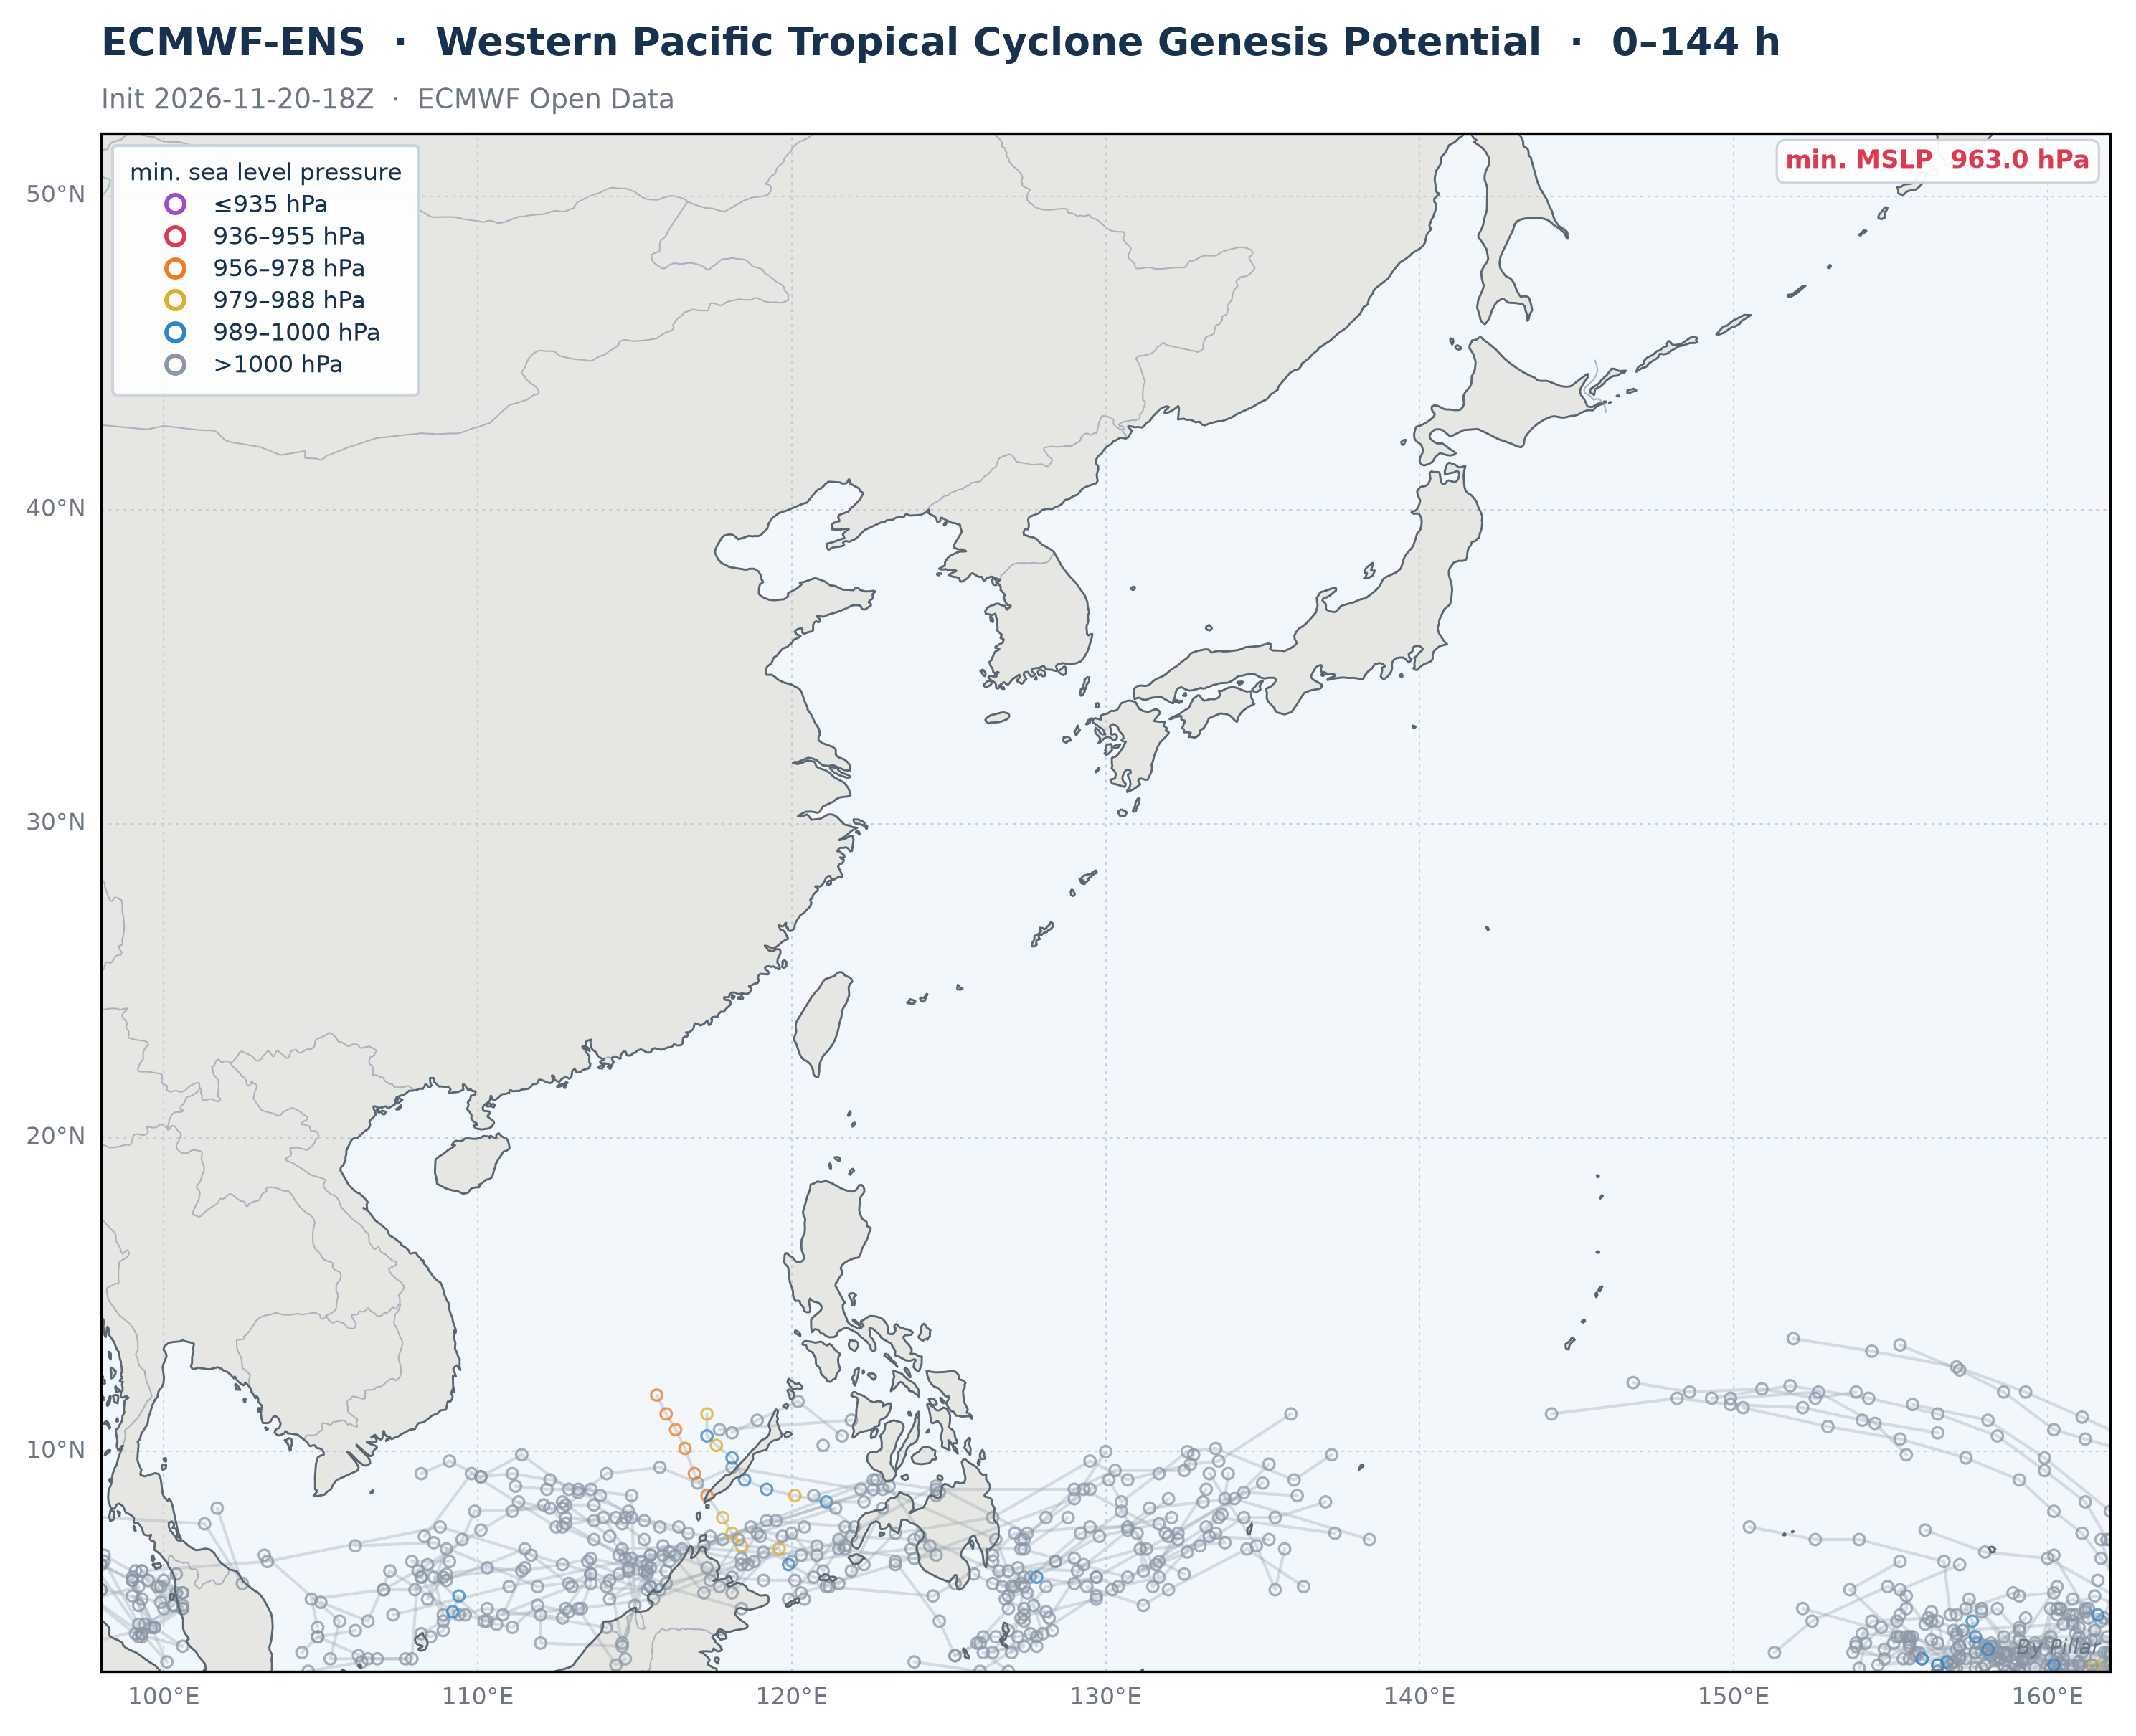 ECMWF-ENS · Western Pacific Tropical Cyclone Genesis Potential · 0–144 h
Init 2026-11-20-18Z · ECMWF Open Data
min. sea level pressure
≤935 hPa
936–955 hPa
956–978 hPa
979–988 hPa
989–1000 hPa
>1000 hPa
min. MSLP 963.0 hPa
50°N
40°N
30°N
20°N
10°N
By Pillar
100°E 110°E 120°E 130°E 140°E 150°E 160°E